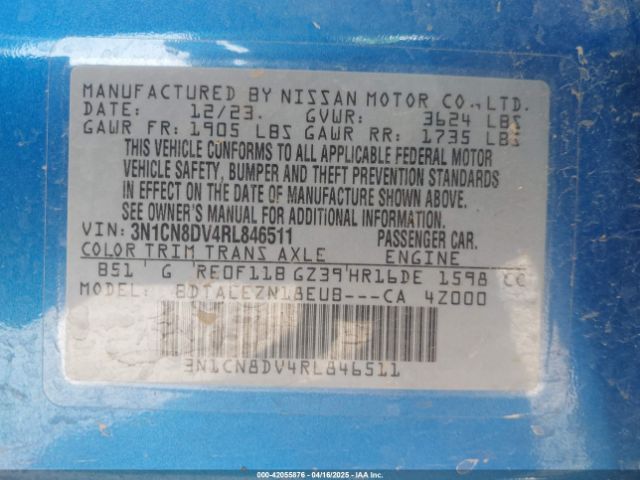 MANUFACTURED BY NISSAN MOTOR CO.,LTD.
DATE: 12/23. GVWR: 3624 LBS
GAWR FR: 1905 LBS GAWR RR: 1735 LBS
THIS VEHICLE CONFORMS TO ALL APPLICABLE FEDERAL MOTOR
VEHICLE SAFETY, BUMPER AND THEFT PREVENTION STANDARDS
IN EFFECT ON THE DATE OF MANUFACTURE SHOWN ABOVE.
SEE OWNER'S MANUAL FOR ADDITIONAL INFORMATION.
VIN: 3N1CN8DV4RL846511 PASSENGER CAR.
COLOR TRIM TRANS AXLE ENGINE
B51 G RE0F11B GZ39 HR16DE 1598 CC
MODEL: BDTALEZN18EUB---CA 4Z000
3N1CN8DV4RL846511
000-42055876 - 04/16/2025 - IAA Inc.